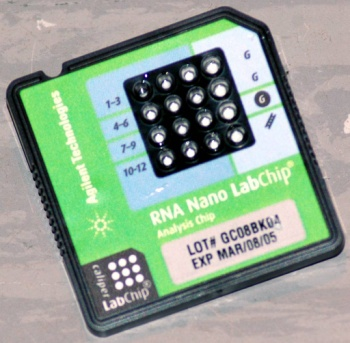 G
G
G
1-3
4-6
7-9
10-12
Agilent Technologies
RNA Nano LabChip®
Analysis Chip
LOT# GC08BK04
EXP MAR/08/05
caliper
LabChip®